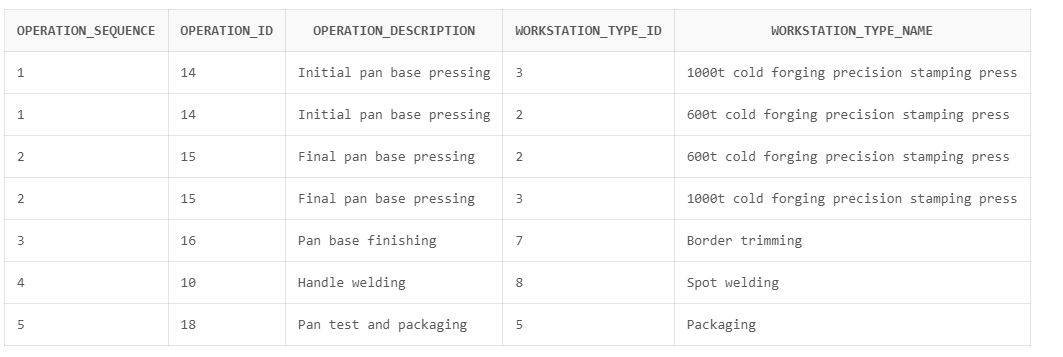 OPERATION_SEQUENCE OPERATION_ID OPERATION_DESCRIPTION WORKSTATION_TYPE_ID WORKSTATION_TYPE_NAME
1 14 Initial pan base pressing 3 1000t cold forging precision stamping press
1 14 Initial pan base pressing 2 600t cold forging precision stamping press
2 15 Final pan base pressing 2 600t cold forging precision stamping press
2 15 Final pan base pressing 3 1000t cold forging precision stamping press
3 16 Pan base finishing 7 Border trimming
4 10 Handle welding 8 Spot welding
5 18 Pan test and packaging 5 Packaging